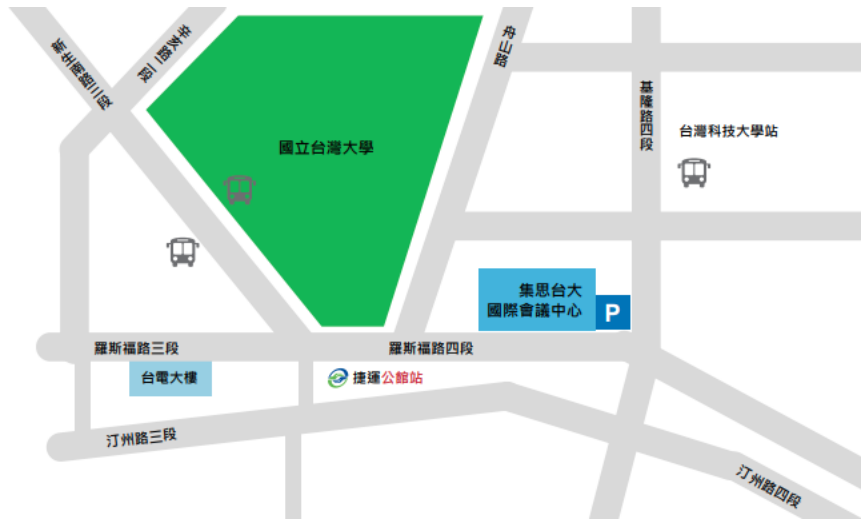 新生南路三段
辛亥路二段
舟山路
基隆路四段
國立台灣大學
台灣科技大學站
集思台大
國際會議中心
P
羅斯福路三段
羅斯福路四段
台電大樓
捷運公館站
汀州路三段
汀州路四段